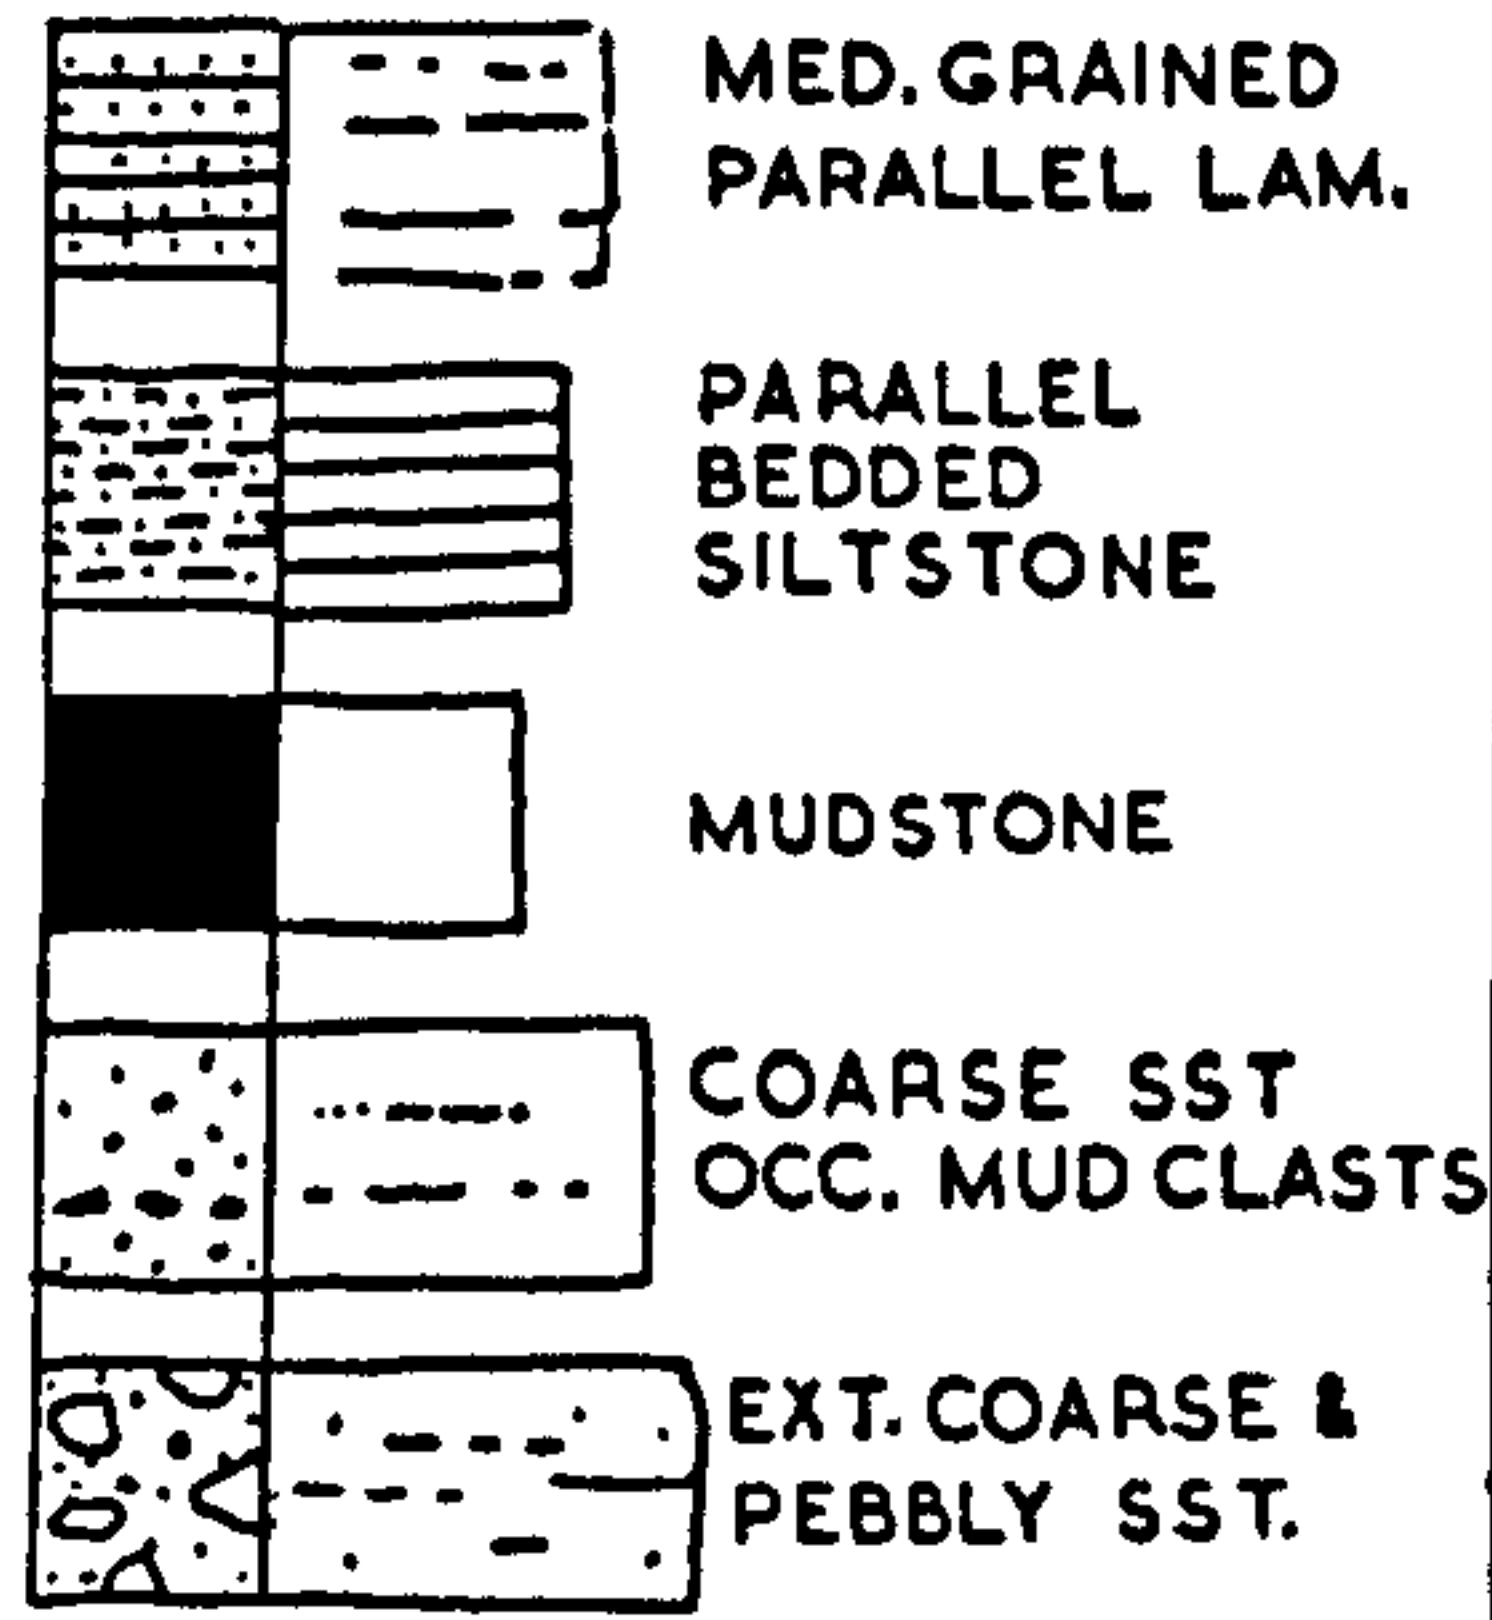 MED. GRAINED
PARALLEL LAM.
PARALLEL
BEDDED
SILTSTONE
MUDSTONE
COARSE SST
OCC. MUD CLASTS
EXT. COARSE &
PEBBLY SST.